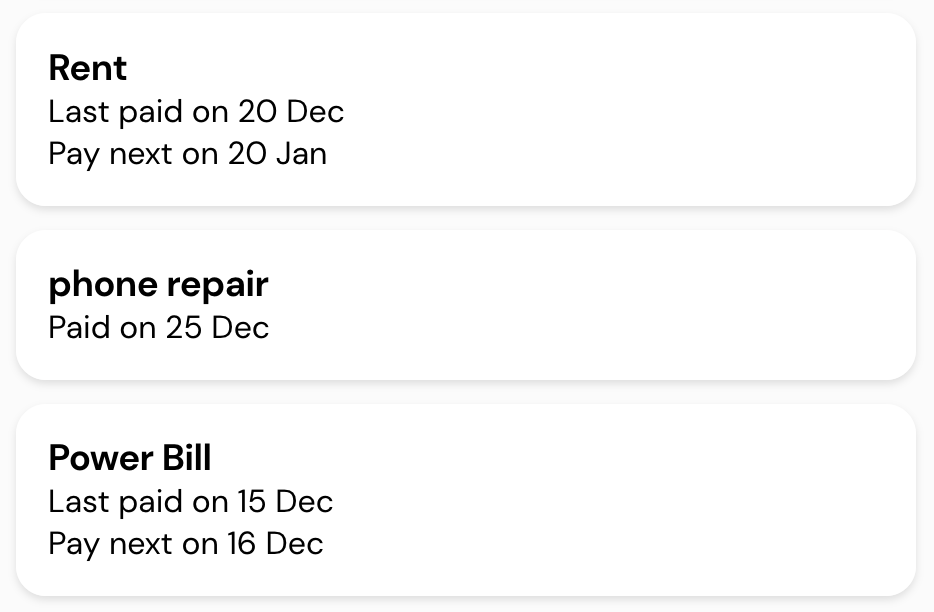 Rent
Last paid on 20 Dec
Pay next on 20 Jan
phone repair
Paid on 25 Dec
Power Bill
Last paid on 15 Dec
Pay next on 16 Dec